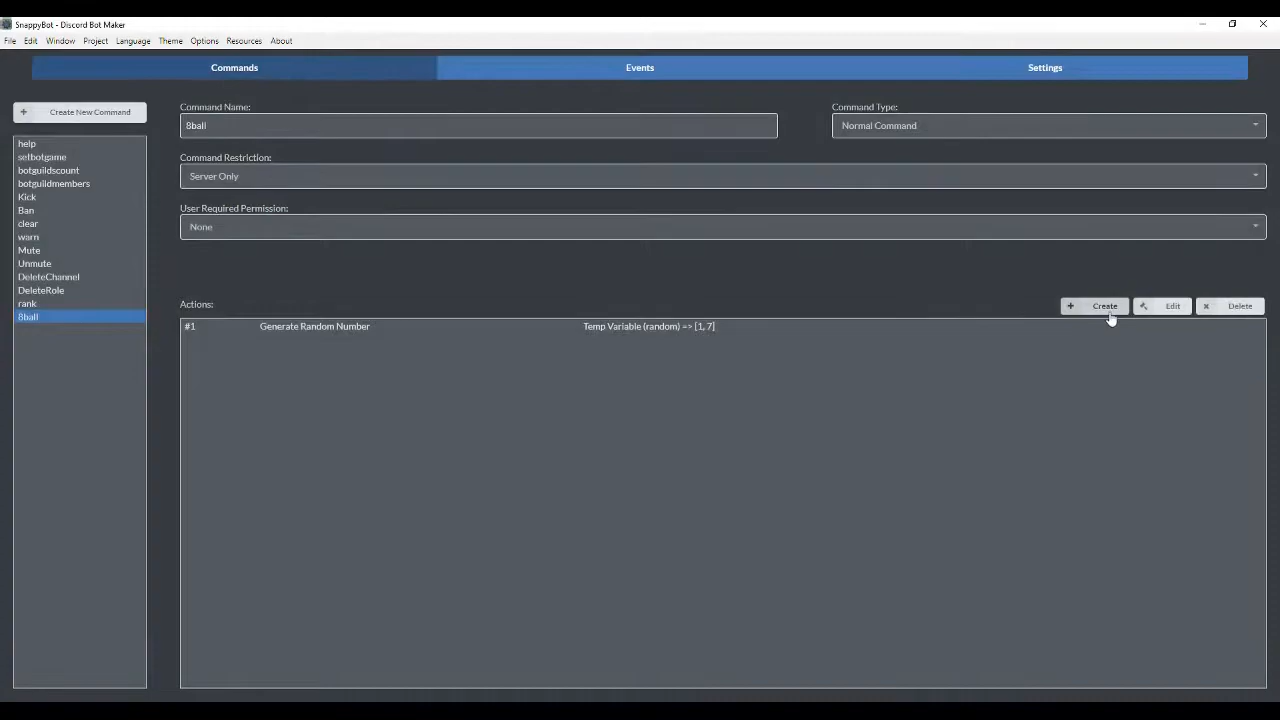 SnappyBot - Discord Bot Maker
File Edit Window Project Language Theme Options Resources About
Commands Events Settings
Create New Command
help
setbotgame
botguildscount
botguildmembers
Kick
Ban
clear
warn
Mute
Unmute
DeleteChannel
DeleteRole
rank
8ball
Command Name:
8ball
Command Type:
Normal Command
Command Restriction:
Server Only
User Required Permission:
None
Actions:
Create Edit Delete
#1 Generate Random Number Temp Variable (random) => [1, 7]